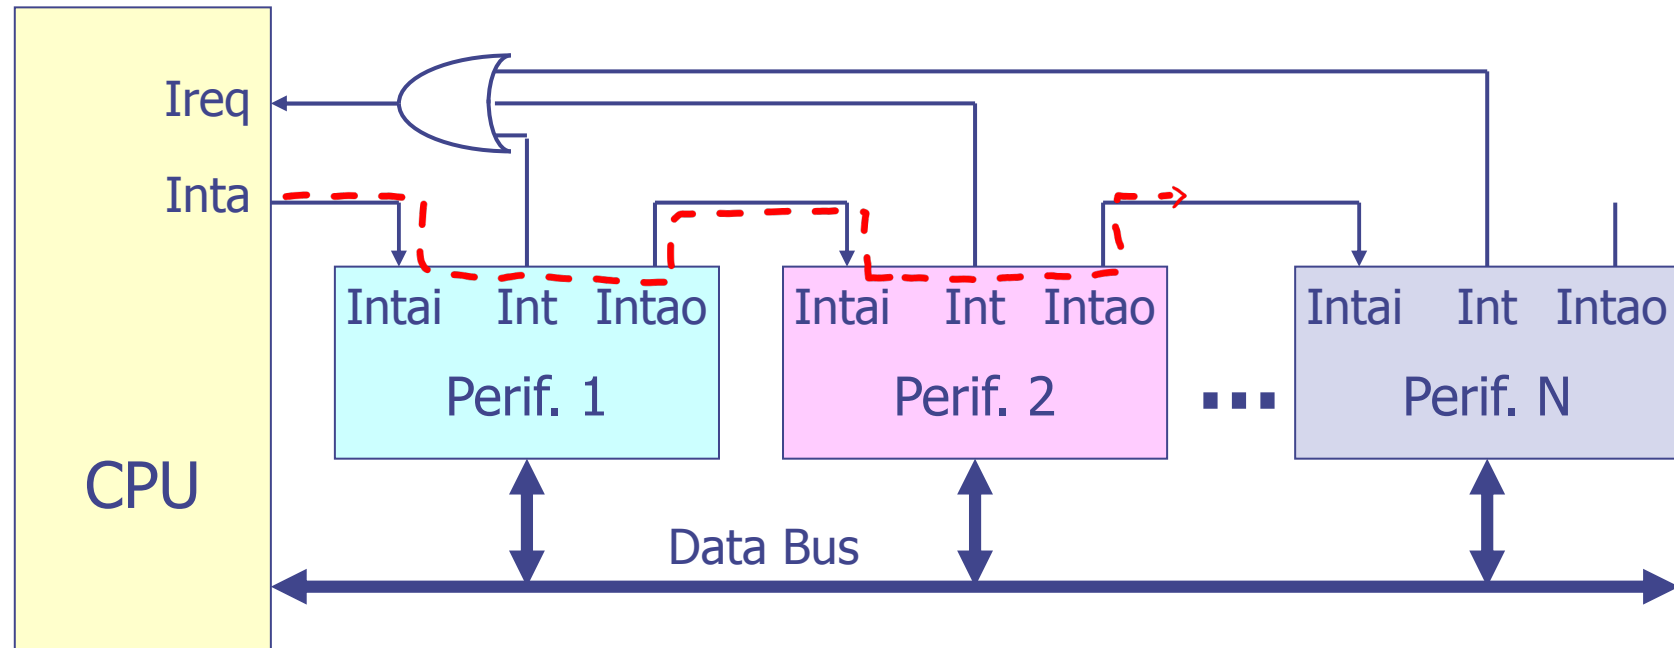 Ireq
Inta
Intai Int Intao
Intai Int Intao
Intai Int Intao
Perif. 1
Perif. 2
...
Perif. N
CPU
Data Bus